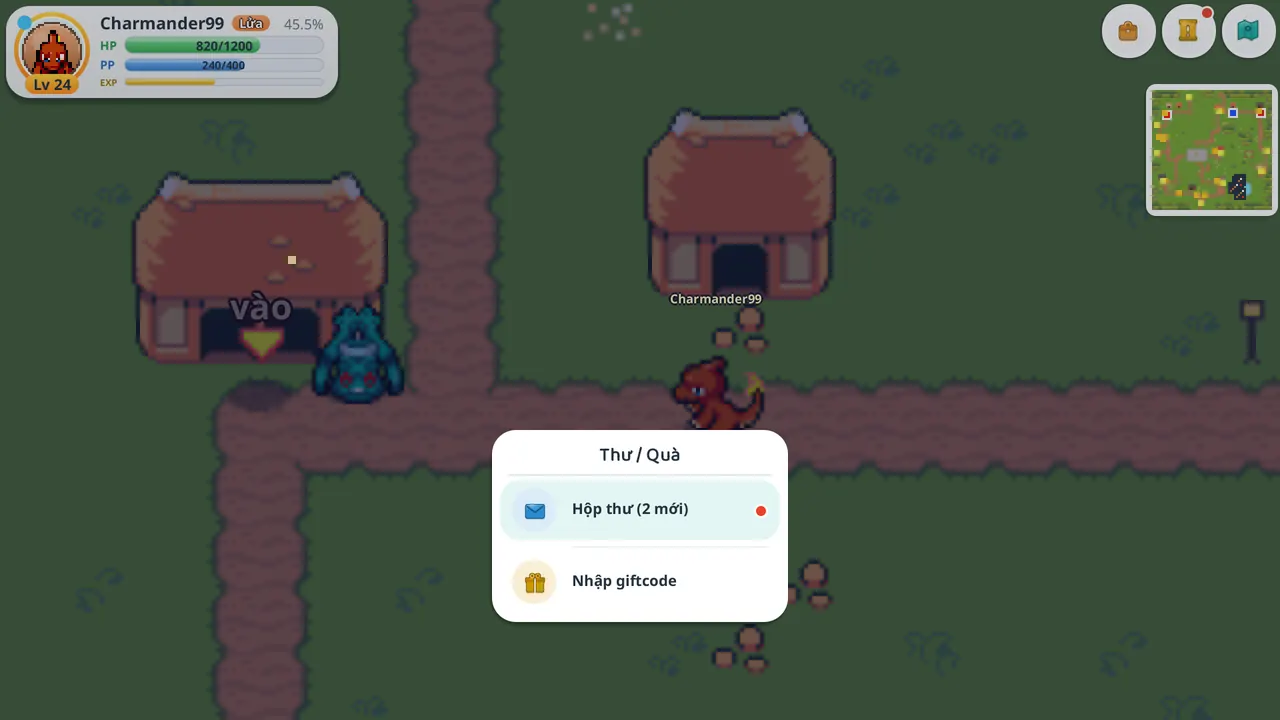 Charmander99 Lửa 45.5%
HP 820/1200
PP 240/400
EXP
Lv 24
vào
Charmander99
Thư / Quà
Hộp thư (2 mới)
Nhập giftcode